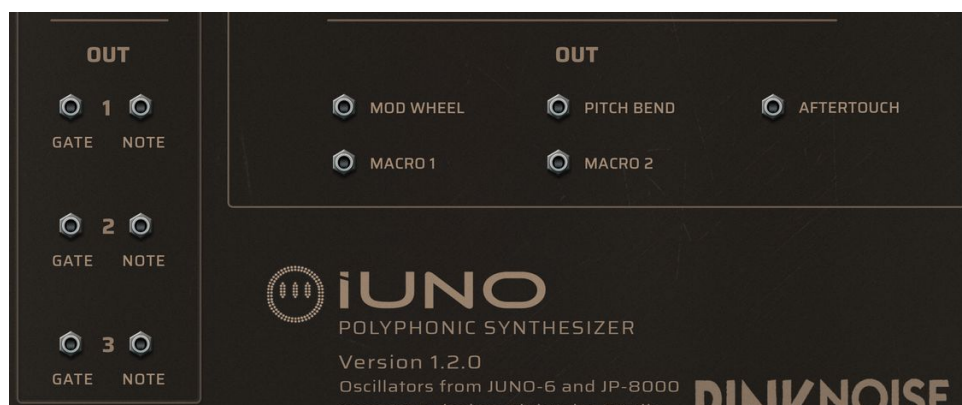 OUT
1
GATE NOTE
2
GATE NOTE
3
GATE NOTE
OUT
MOD WHEEL PITCH BEND AFTERTOUCH
MACRO 1 MACRO 2
iUNO
POLYPHONIC SYNTHESIZER
Version 1.2.0
Oscillators from JUNO-6 and JP-8000
PINKNOISE